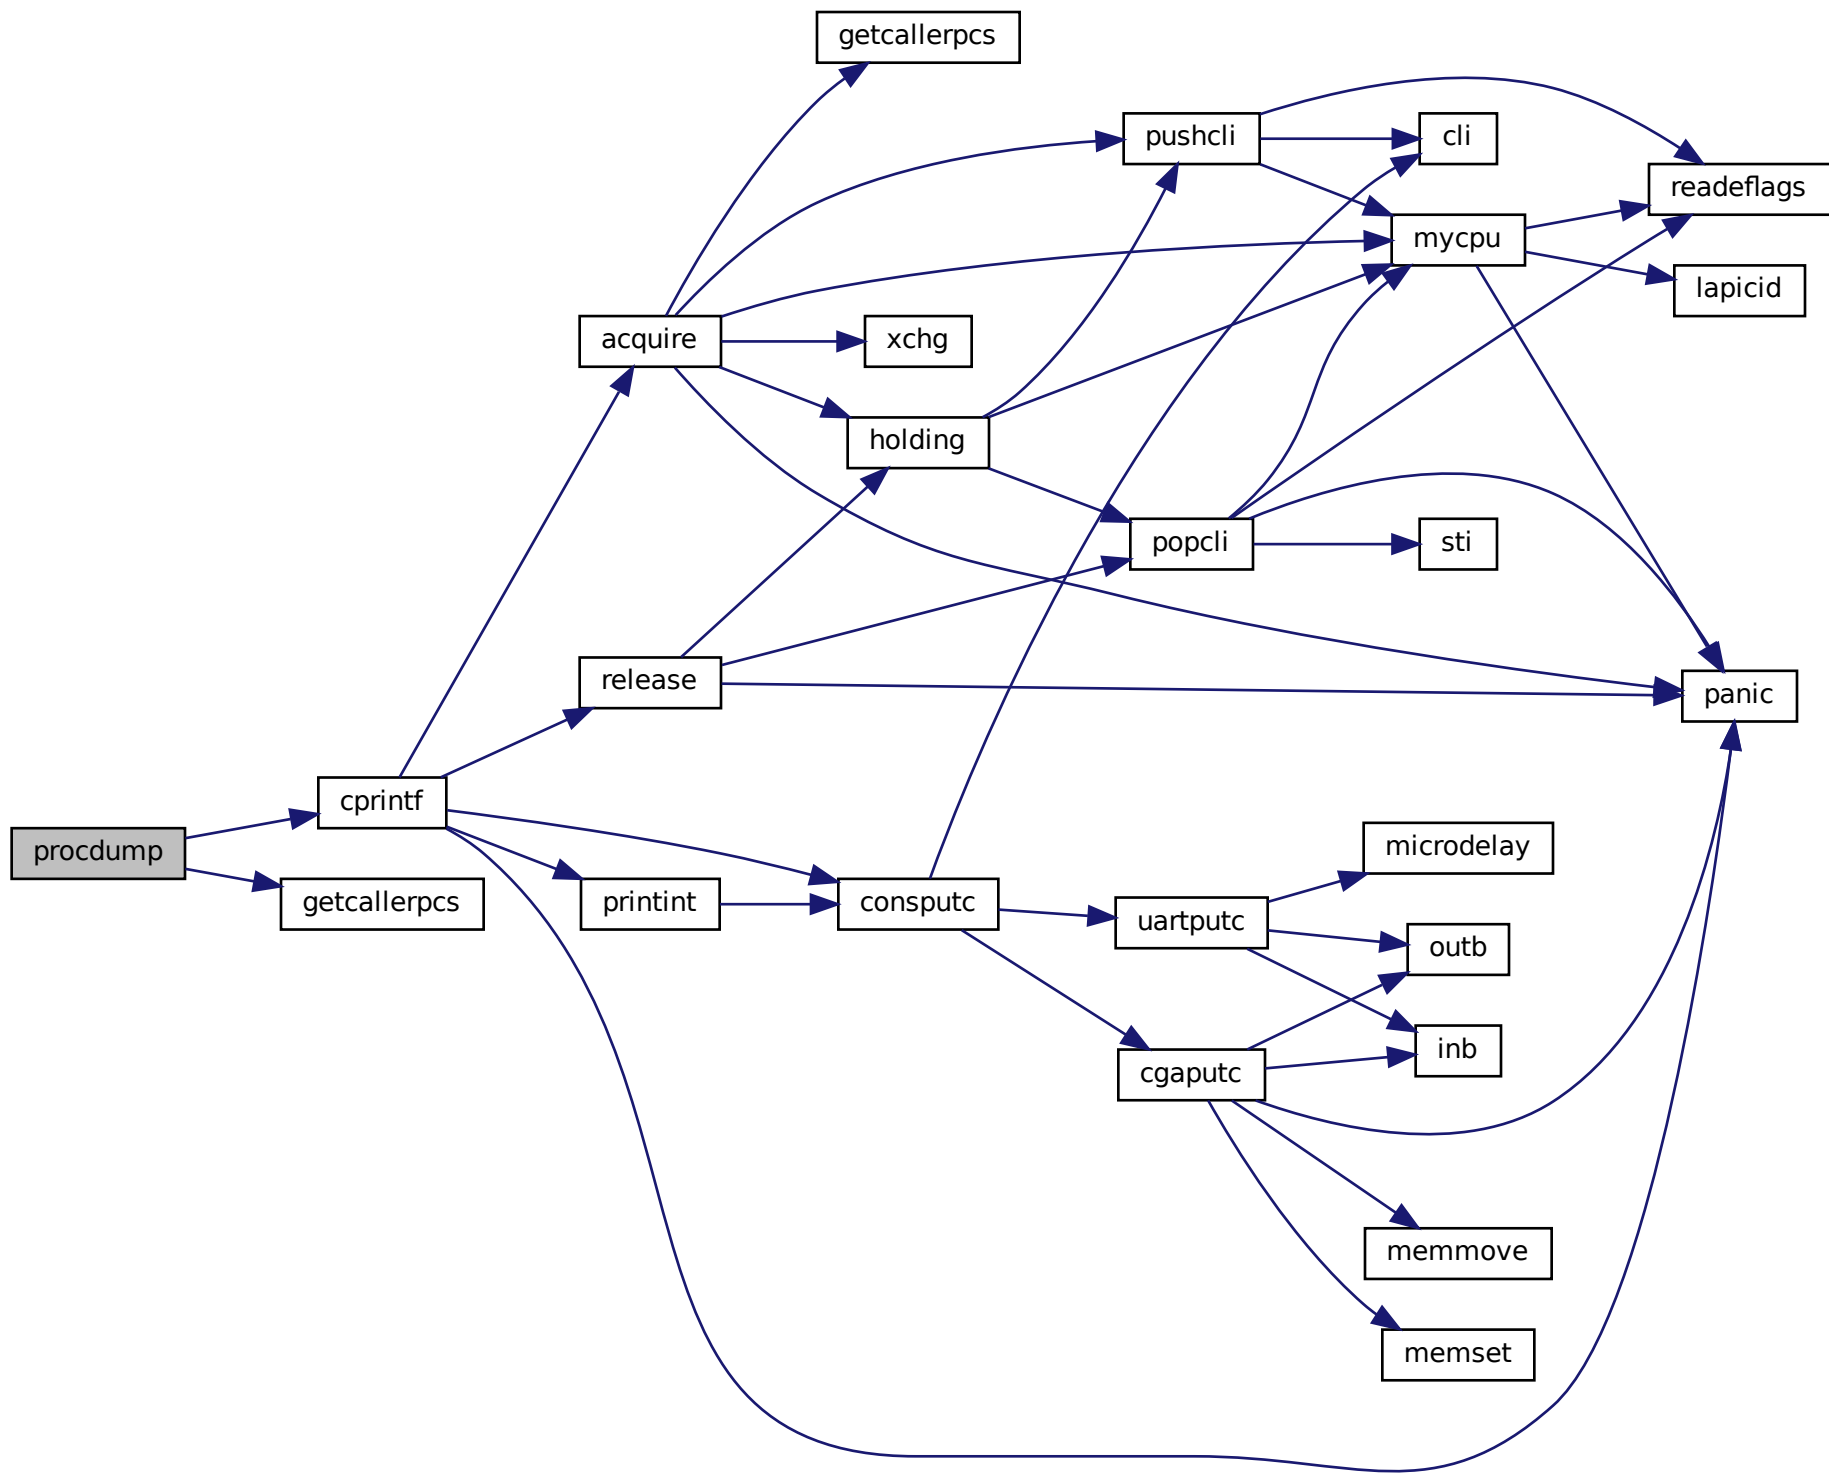 getcallerpcs
pushcli
cli
readeflags
mycpu
lapicid
acquire
xchg
holding
popcli
sti
release
panic
cprintf
procdump
microdelay
getcallerpcs
printint
consputc
uartputc
outb
inb
cgaputc
memmove
memset